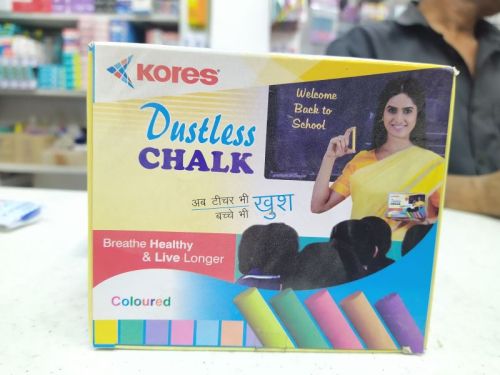 KORES
Dustless
CHALK
Welcome
Back to
School
अब टीचर भी
बच्चे भी
खुश
Breathe Healthy
& Live Longer
Coloured